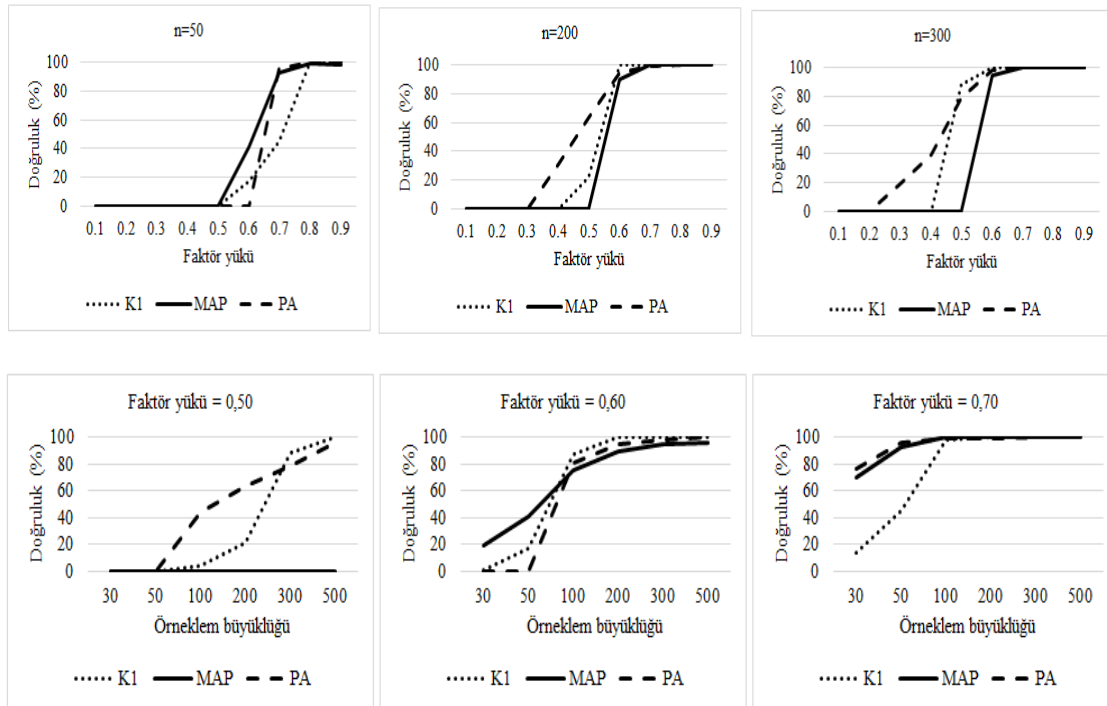 n=50
Doğruluk (%)
100
80
60
40
20
0
0.1 0.2 0.3 0.4 0.5 0.6 0.7 0.8 0.9
Faktör yükü
K1 MAP PA
n=200
Doğruluk (%)
100
80
60
40
20
0
0.1 0.2 0.3 0.4 0.5 0.6 0.7 0.8 0.9
Faktör yükü
K1 MAP PA
n=300
Doğruluk (%)
100
80
60
40
20
0
0.1 0.2 0.3 0.4 0.5 0.6 0.7 0.8 0.9
Faktör yükü
K1 MAP PA
Faktör yükü = 0,50
Doğruluk (%)
100
80
60
40
20
0
30 50 100 200 300 500
Örneklem büyüklüğü
K1 MAP PA
Faktör yükü = 0,60
Doğruluk (%)
100
80
60
40
20
0
30 50 100 200 300 500
Örneklem büyüklüğü
K1 MAP PA
Faktör yükü = 0,70
Doğruluk (%)
100
80
60
40
20
0
30 50 100 200 300 500
Örneklem büyüklüğü
K1 MAP PA